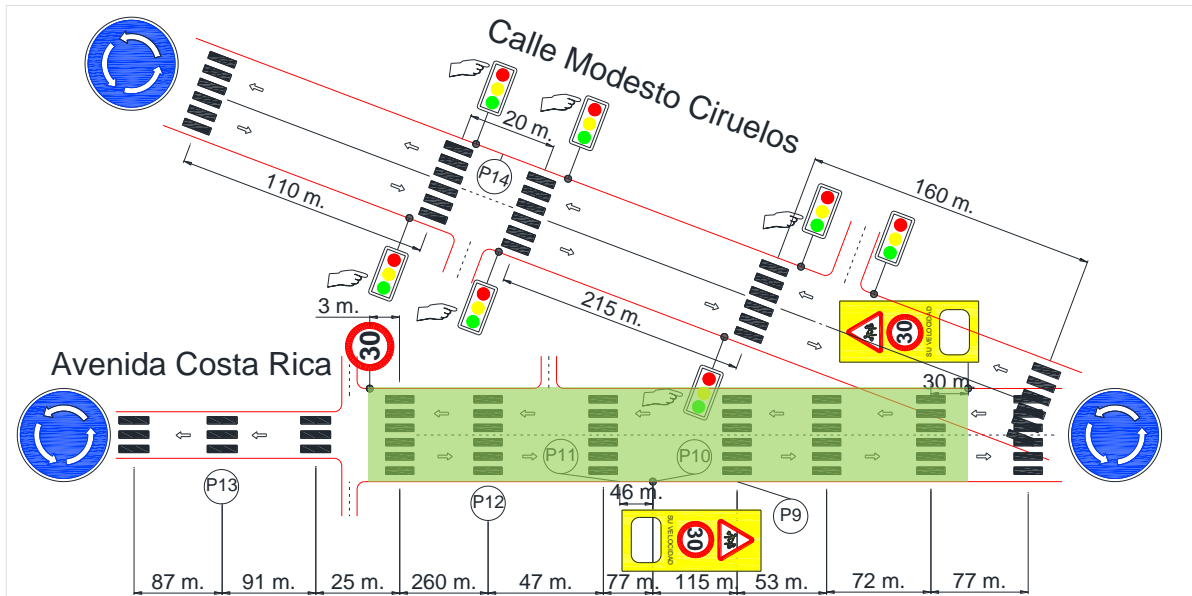 Calle Modesto Ciruelos
20 m.
P14
110 m.
160 m.
215 m.
3 m.
30
Avenida Costa Rica
30
SU VELOCIDAD
30 m.
P11
P10
P13
P12
46 m.
P9
SU VELOCIDAD
30
87 m.
91 m.
25 m.
260 m.
47 m.
77 m.
115 m.
53 m.
72 m.
77 m.